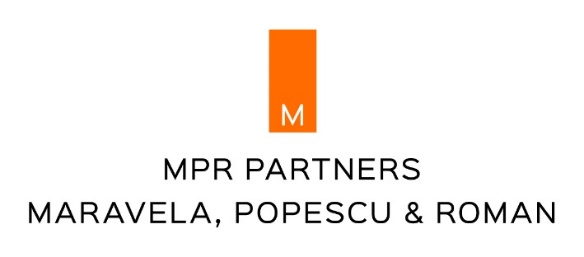 M
MPR PARTNERS
MARAVELA, POPESCU & ROMAN